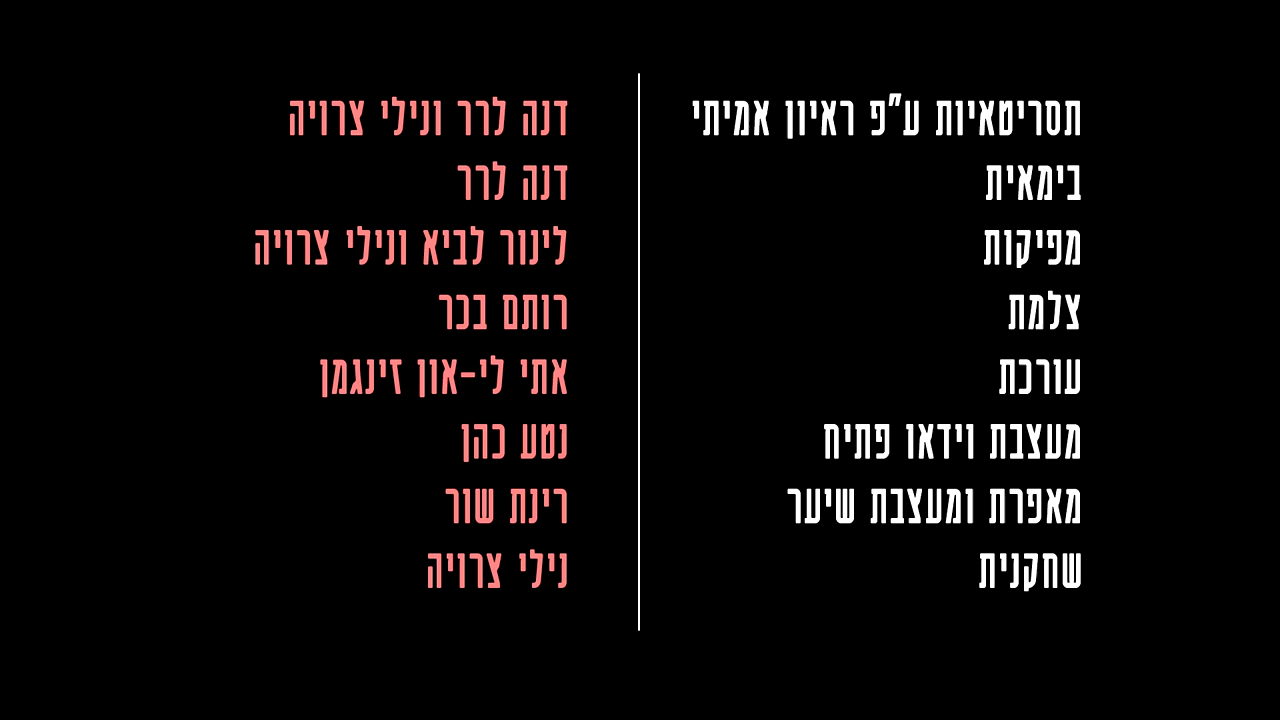 תסריטאיות ע"פ ראיון אמיתי דנה לרר ונילי צרויה
בימאית דנה לרר
מפיקות לינור לביא ונילי צרויה
צלמת רותם בכר
עורכת אתי לי-און זינגמן
מעצבת וידאו פתיח נטע כהן
מאפרת ומעצבת שיער רינת שור
שחקנית נילי צרויה